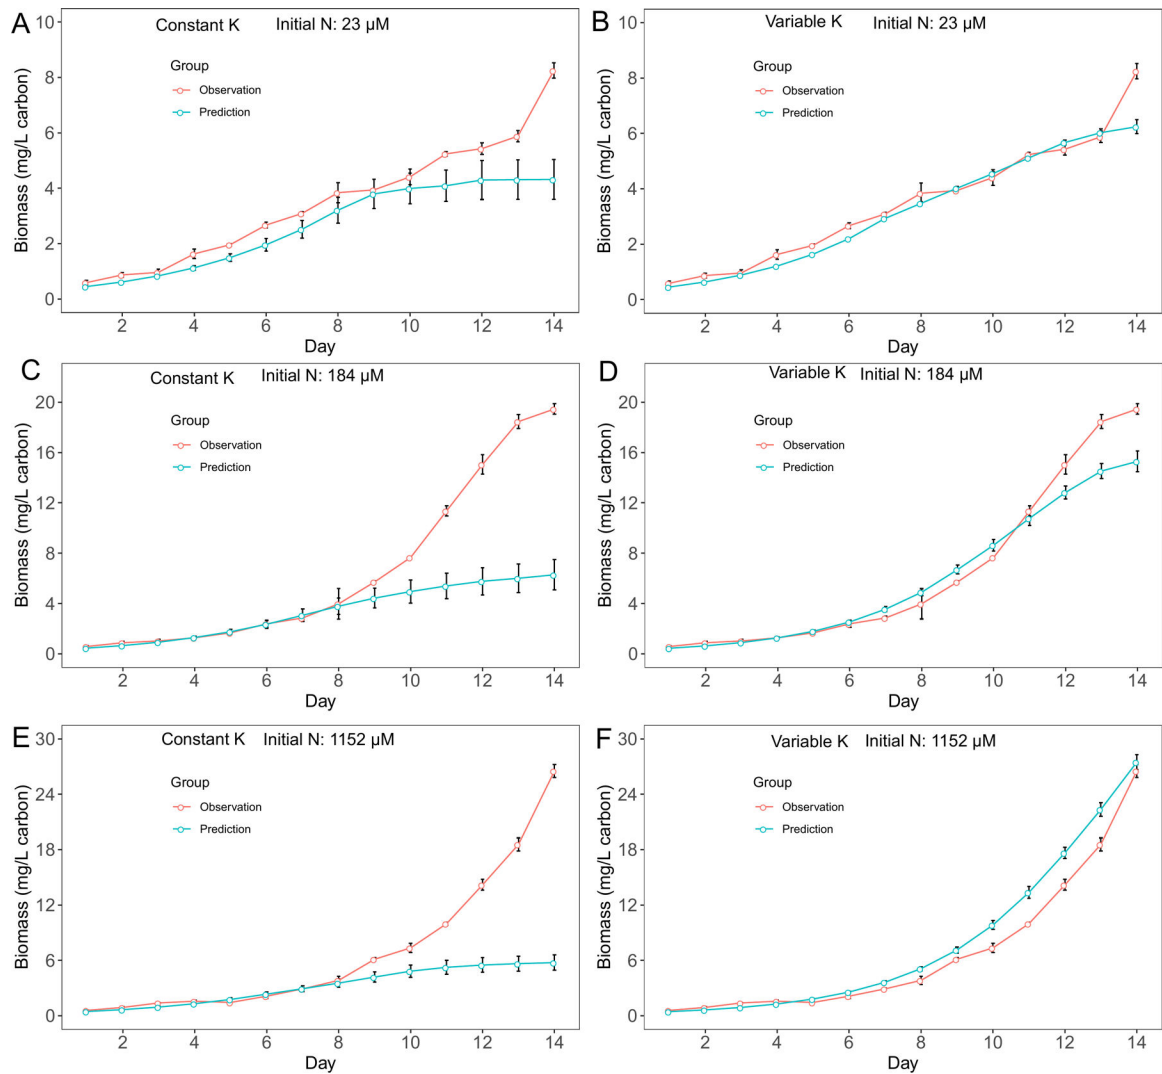 A
Constant K Initial N: 23 µM
Group
Observation
Prediction
Biomass (mg/L carbon)
10
8
6
4
2
0
2 4 6 8 10 12 14
Day
B
Variable K Initial N: 23 µM
Group
Observation
Prediction
Biomass (mg/L carbon)
10
8
6
4
2
0
2 4 6 8 10 12 14
Day
C
Constant K Initial N: 184 µM
Group
Observation
Prediction
Biomass (mg/L carbon)
20
16
12
8
4
0
2 4 6 8 10 12 14
Day
D
Variable K Initial N: 184 µM
Group
Observation
Prediction
Biomass (mg/L carbon)
20
16
12
8
4
0
2 4 6 8 10 12 14
Day
E
Constant K Initial N: 1152 µM
Group
Observation
Prediction
Biomass (mg/L carbon)
30
24
18
12
6
0
2 4 6 8 10 12 14
Day
F
Variable K Initial N: 1152 µM
Group
Observation
Prediction
Biomass (mg/L carbon)
30
24
18
12
6
0
2 4 6 8 10 12 14
Day